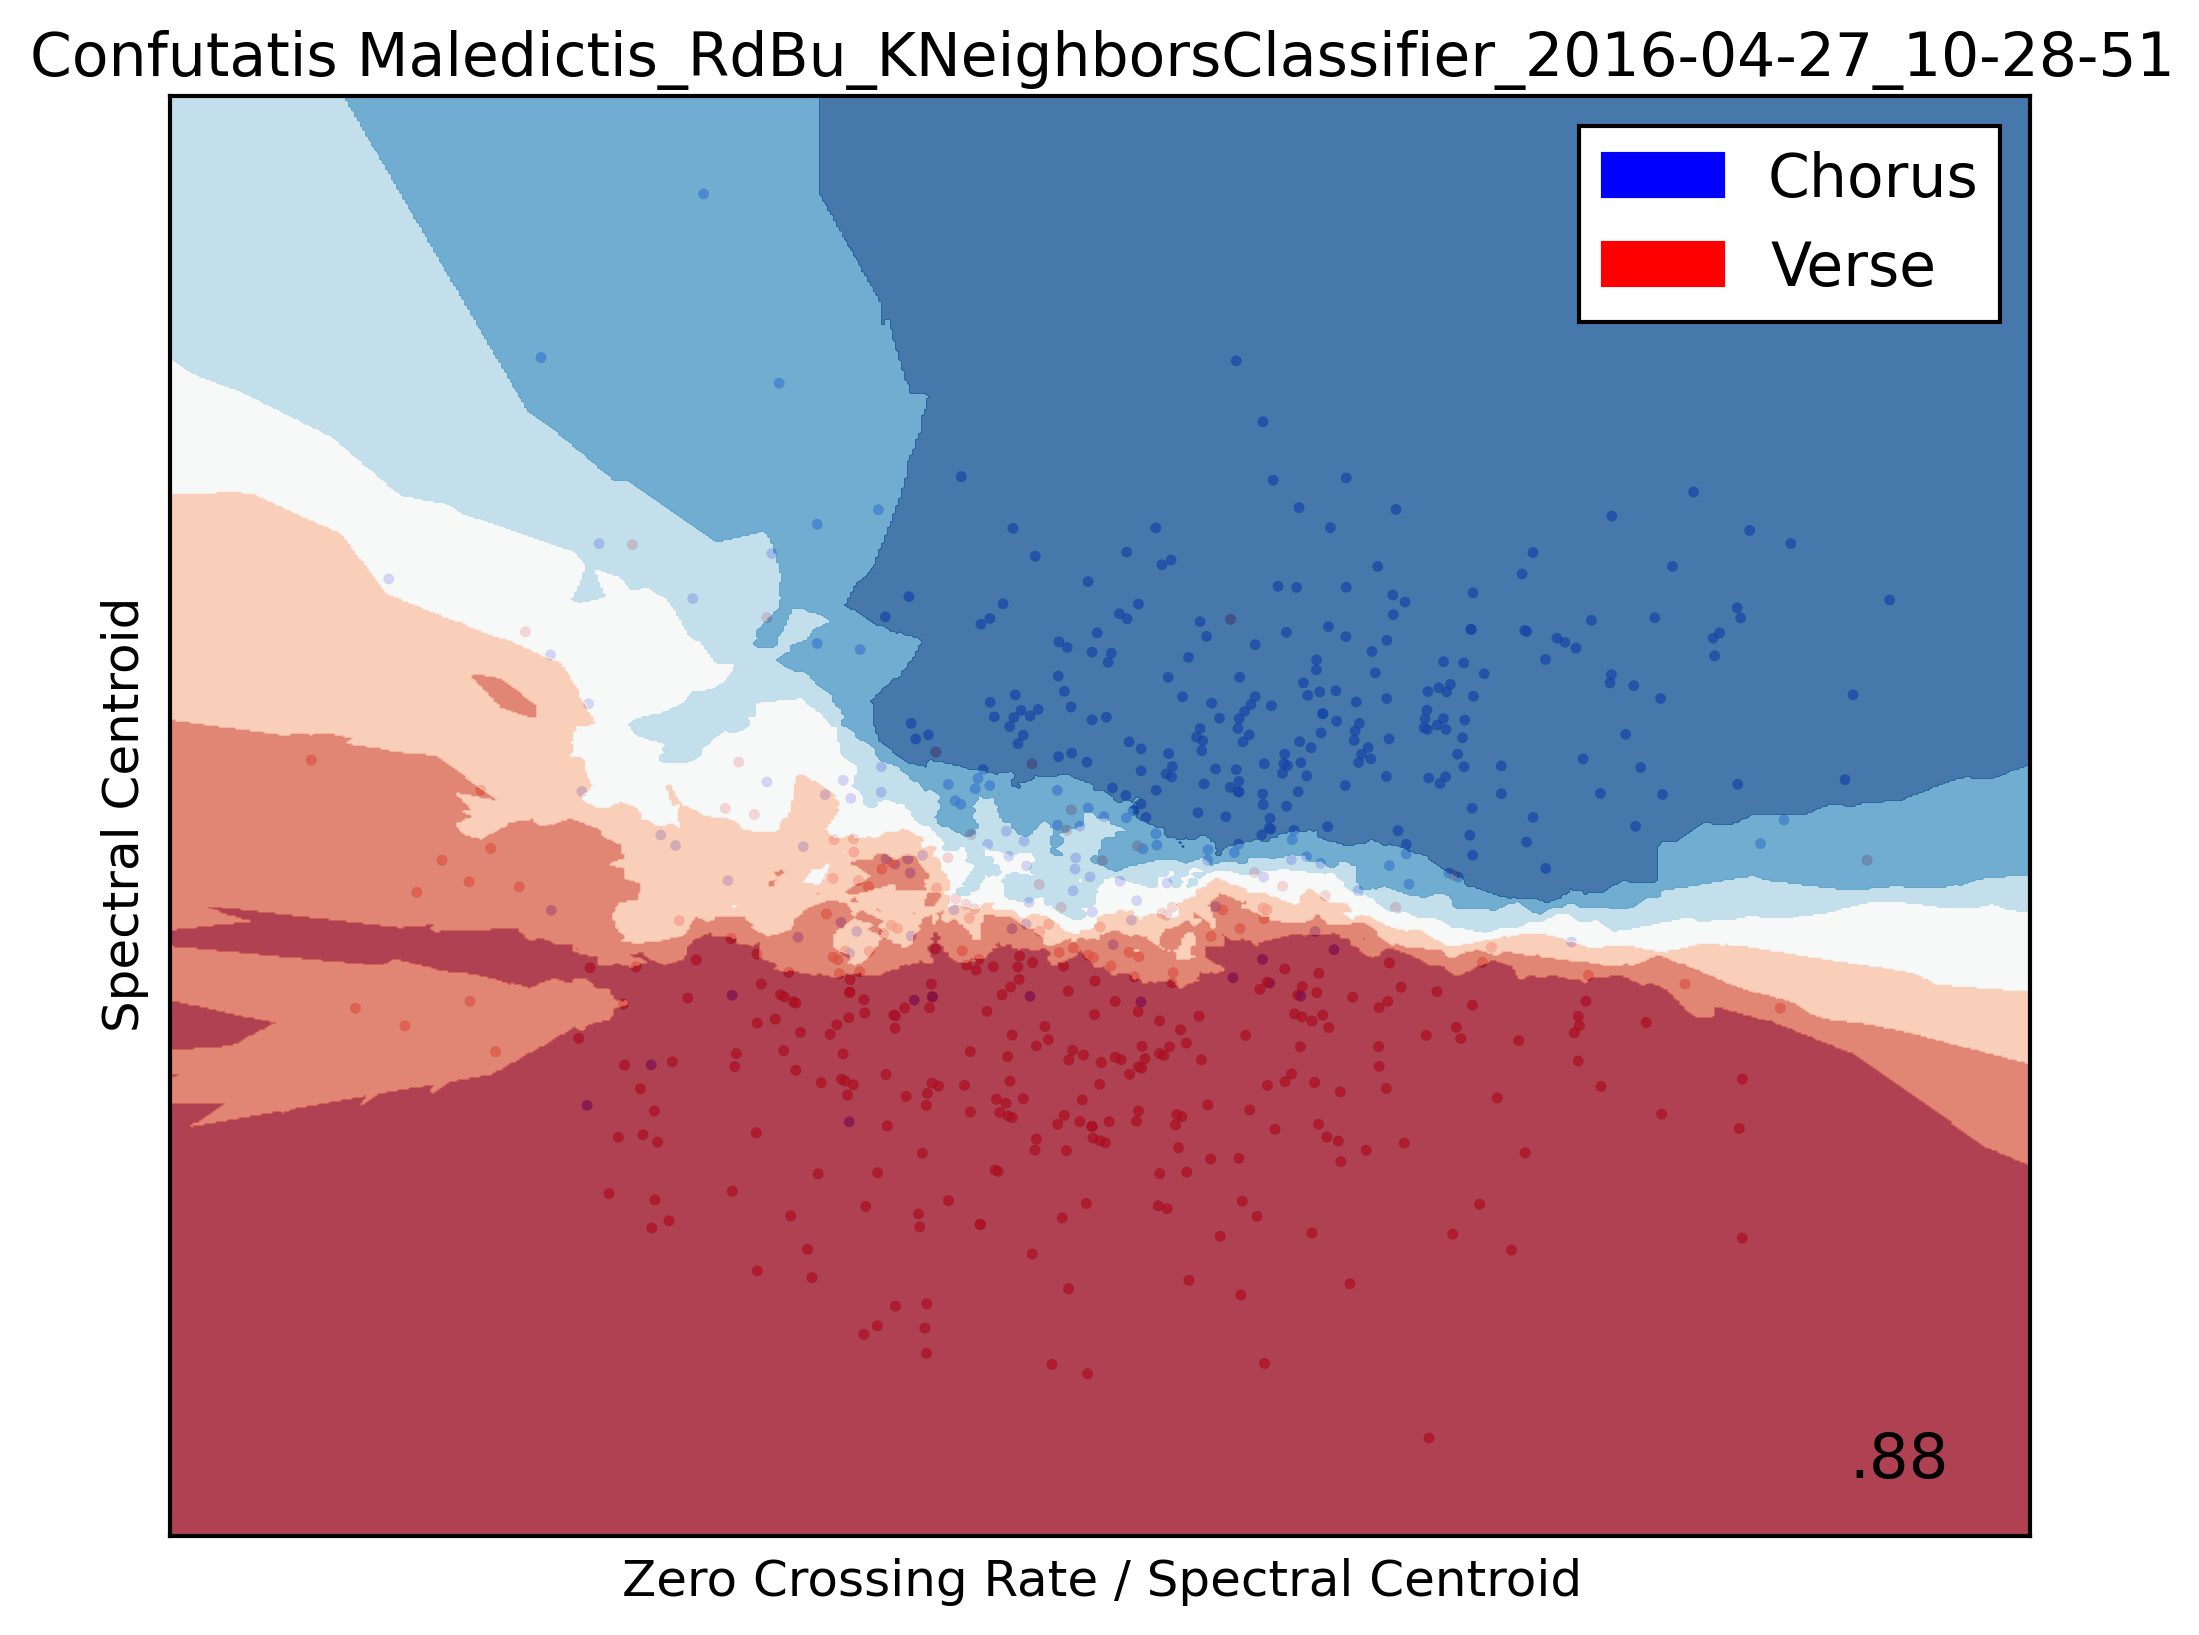 Confutatis Maledictis_RdBu_KNeighborsClassifier_2016-04-27_10-28-51
Chorus
Verse
Spectral Centroid
.88
Zero Crossing Rate / Spectral Centroid